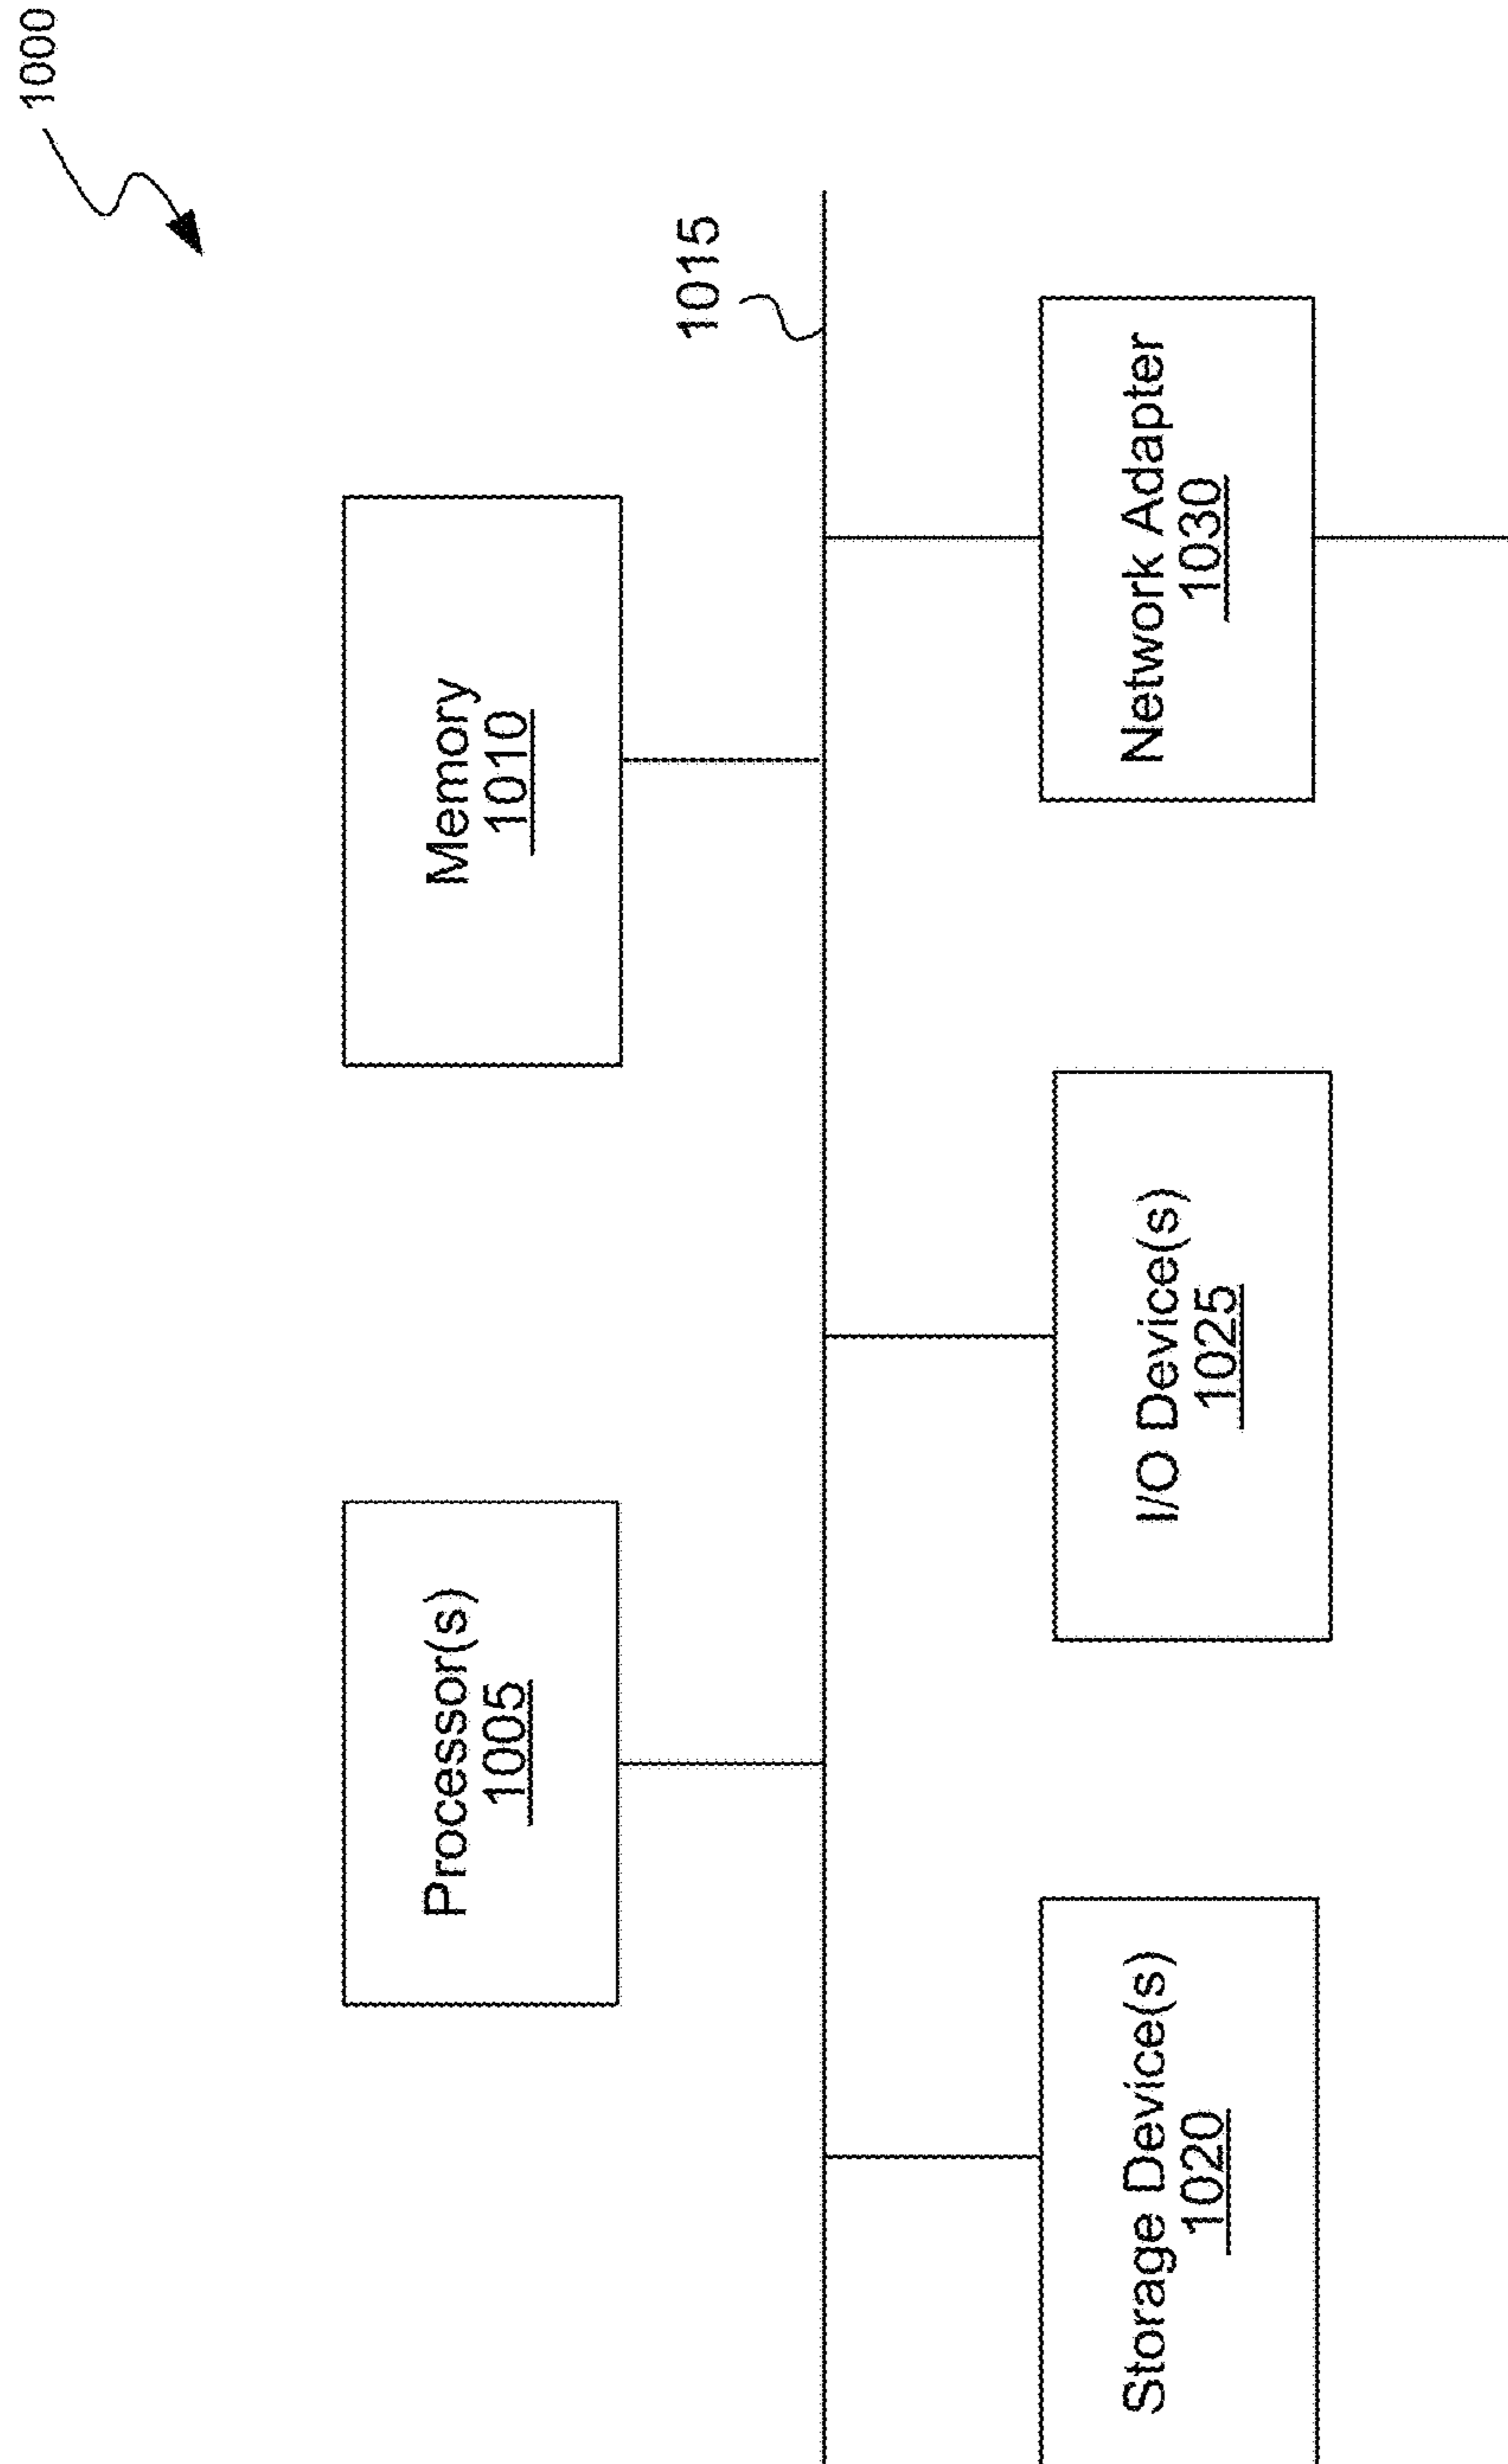 1000
Processor(s)
1005
Memory
1010
1015
Storage Device(s)
1020
I/O Device(s)
1025
Network Adapter
1030